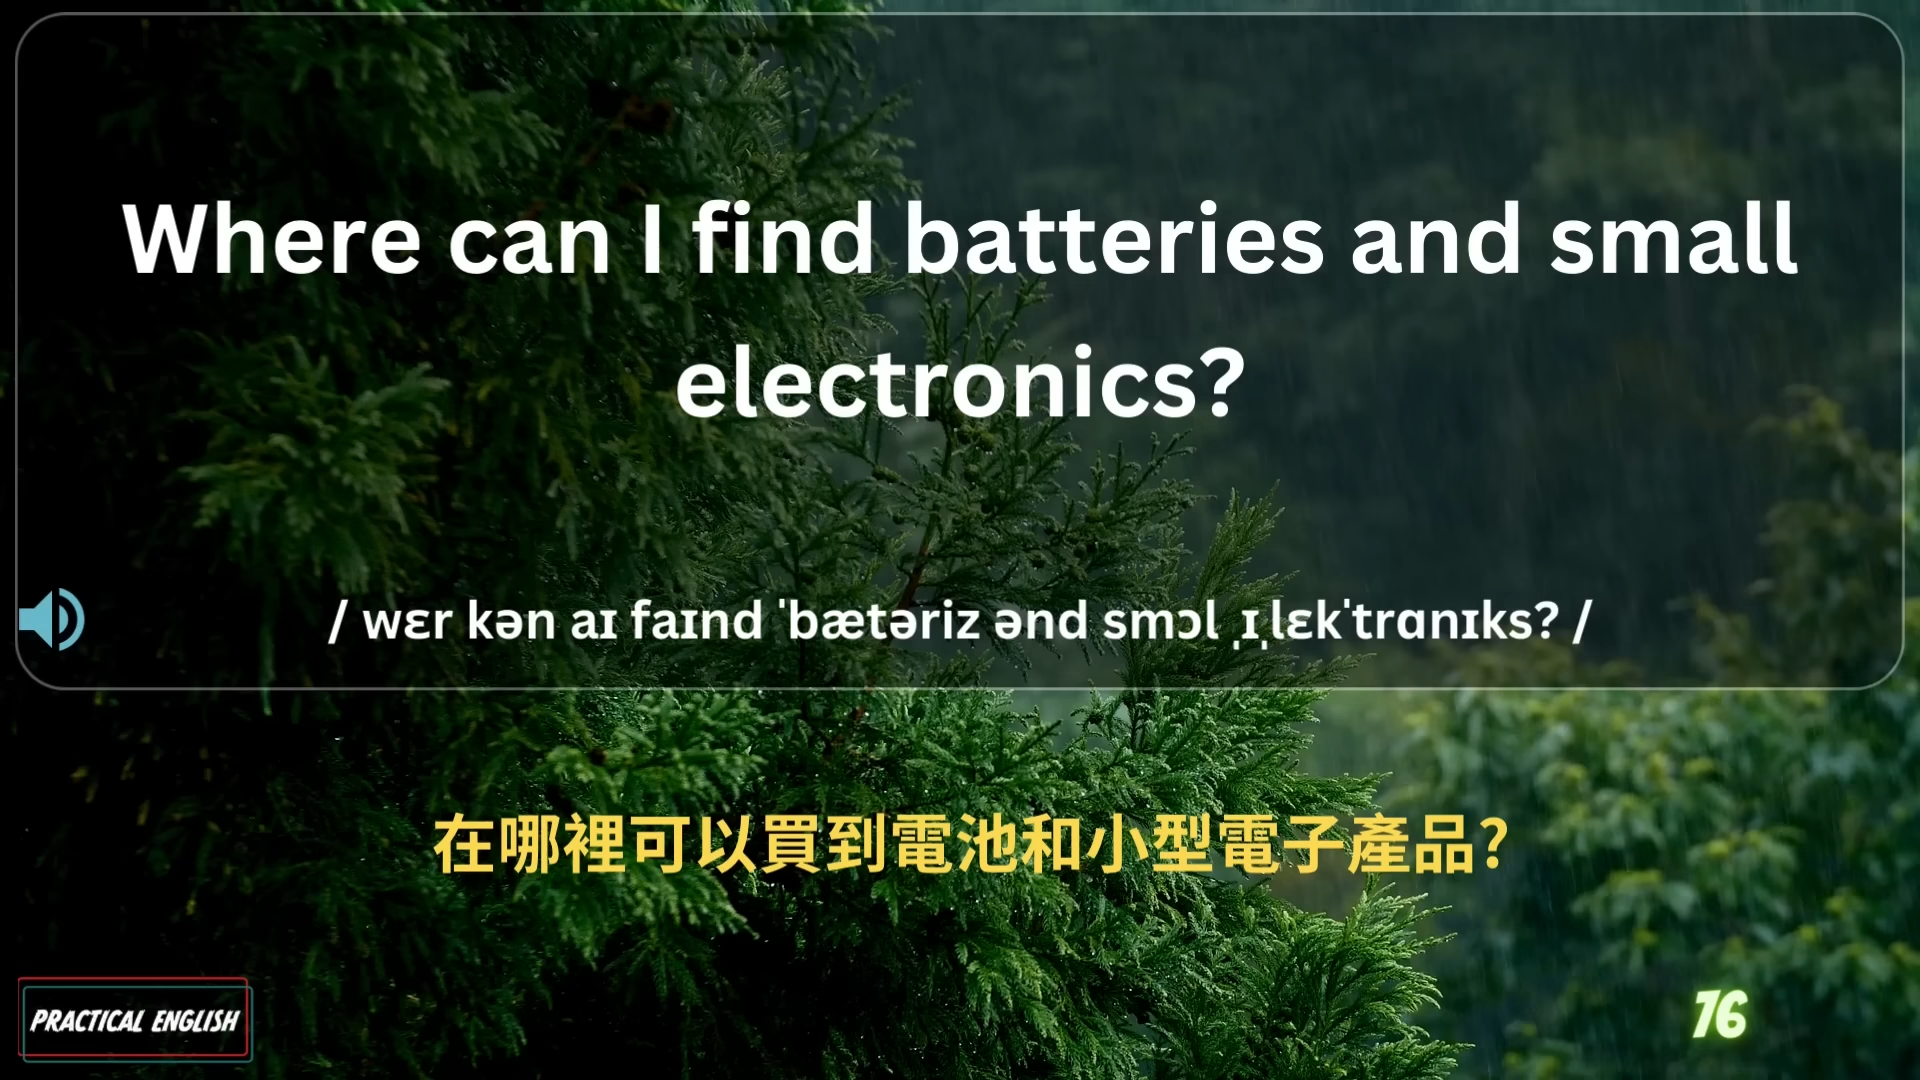 Where can I find batteries and small
electronics?
/ wɛr kən aɪ faɪnd ˈbætəriz ənd smɔl ˌɪˌlɛkˈtrɑnɪks? /
在哪裡可以買到電池和小型電子產品?
PRACTICAL ENGLISH
76